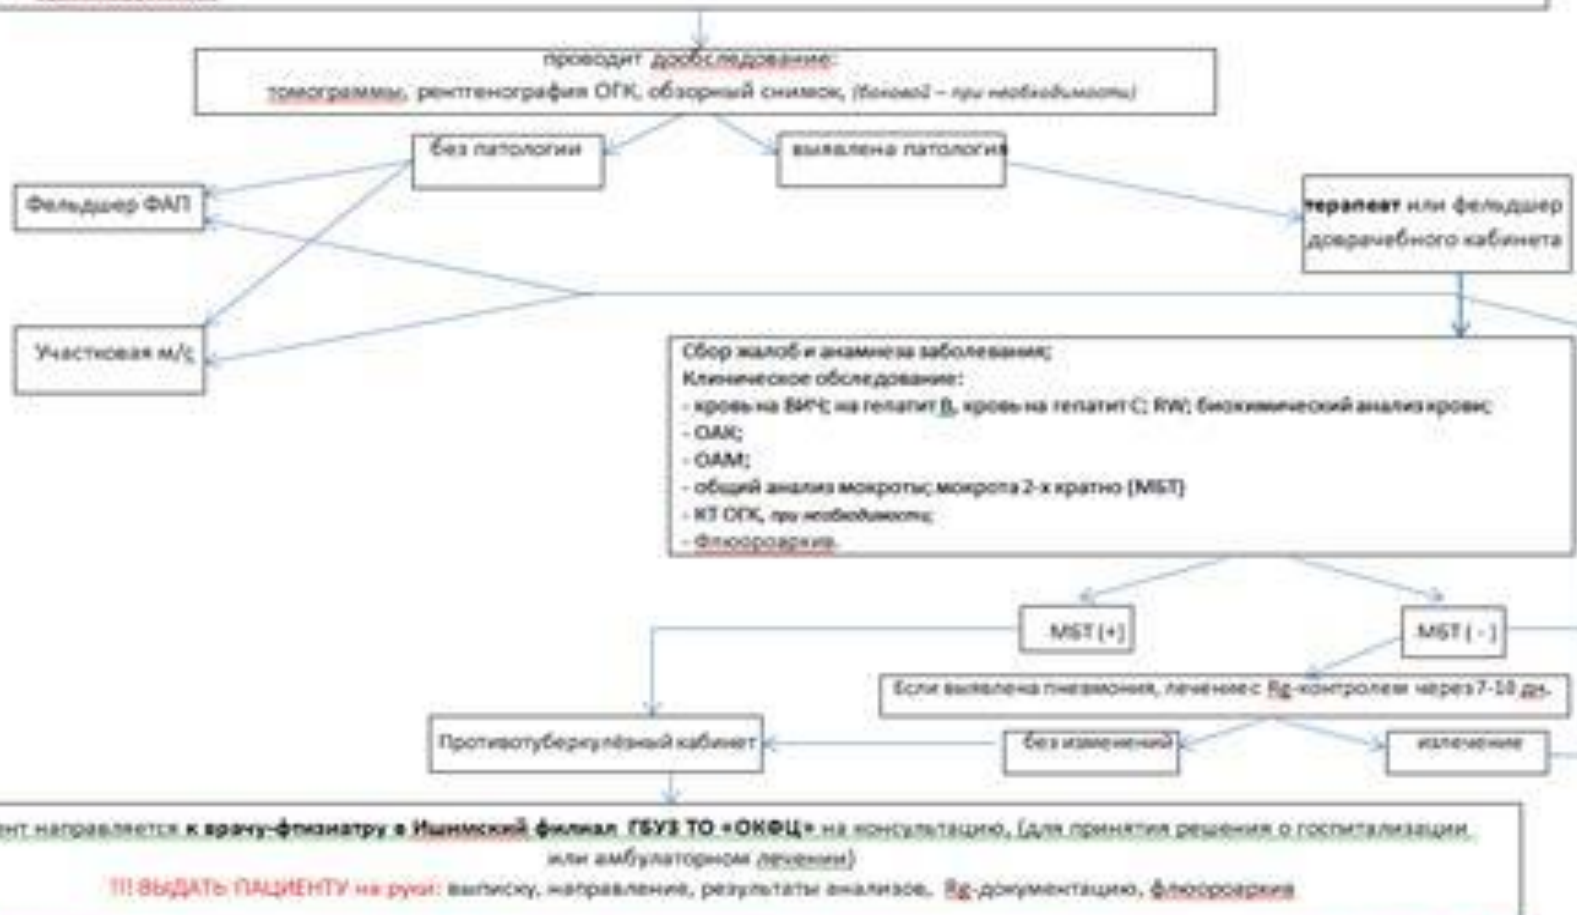 проводит дообследование:
томограммы, рентгенография ОГК, обзорный снимок, (боковой – при необходимости)
без патологии
выявлена патология
Фельдшер ФАП
терапевт или фельдшер
доврачебного кабинета
Участковая м/с
Сбор жалоб и анамнеза заболевания;
Клиническое обследование:
- кровь на ВИЧ; на гепатит В, кровь на гепатит С; RW; биохимический анализ крови;
- ОАК;
- ОАМ;
- общий анализ мокроты; мокрота 2-х кратно (МБТ)
- КТ ОГК, при необходимости;
- Флюороархив.
МБТ (+)
МБТ ( - )
Если выявлена пневмония, лечение с Rg-контролем через 7-10 дн.
Противотуберкулёзный кабинет
без изменений
излечение
ент направляется к врачу-фтизиатру в Ишимский филиал ГБУЗ ТО «ОКФЦ» на консультацию, (для принятия решения о госпитализации
или амбулаторном лечении)
!!! ВЫДАТЬ ПАЦИЕНТУ на руки: выписку, направление, результаты анализов, Rg-документацию, флюороархив